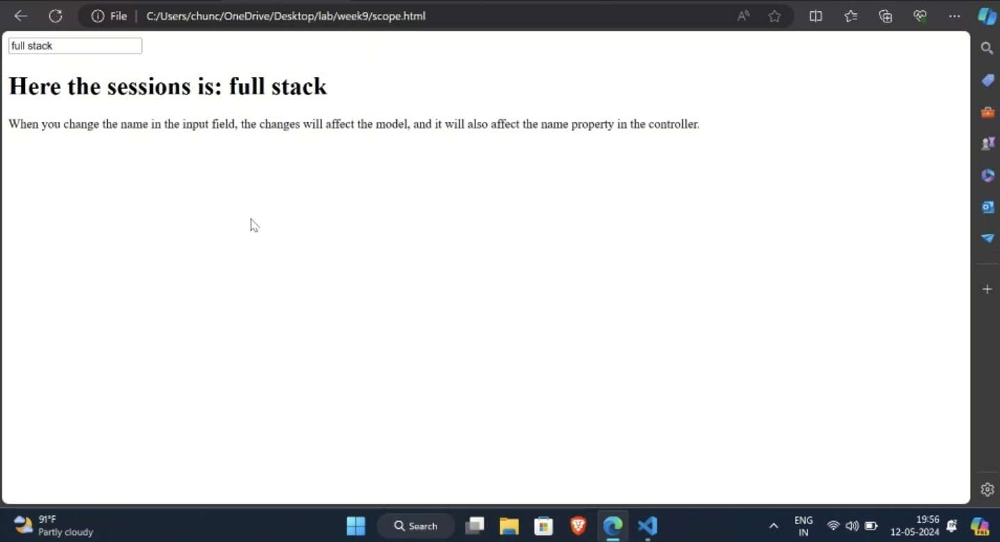 File C:/Users/chunc/OneDrive/Desktop/lab/week9/scope.html
full stack
Here the sessions is: full stack
When you change the name in the input field, the changes will affect the model, and it will also affect the name property in the controller.
91°F
Partly cloudy
Search
ENG
IN
19:56
12-05-2024
PRE